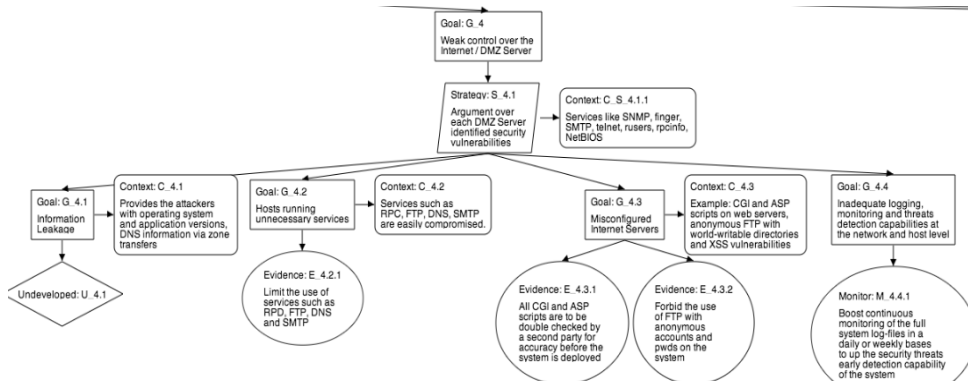 Goal: G_4
Weak control over the
Internet / DMZ Server
Strategy: S_4.1
Argument over
each DMZ Server
identified security
vulnerabilities
Context: C_S_4.1.1
Services like SNMP, finger,
SMTP, telnet, rusers, rpcinfo,
NetBIOS
Goal: G_4.1
Information
Leakage
Context: C_4.1
Provides the attackers
with operating system
and application versions,
DNS information via zone
transfers
Goal: G_4.2
Hosts running
unnecessary services
Context: C_4.2
Services such as
RPC, FTP, DNS, SMTP
are easily compromised.
Goal: G_4.3
Misconfigured
Internet Servers
Context: C_4.3
Example: CGI and ASP
scripts on web servers,
anonymous FTP with
world-writable directories
and XSS vulnerabilities
Goal: G_4.4
Inadequate logging,
monitoring and threats
detection capabilities
at the network and host level
Undeveloped: U_4.1
Evidence: E_4.2.1
Limit the use of
services such as
RPD, FTP, DNS
and SMTP
Evidence: E_4.3.1
All CGI and ASP
scripts are to be
double checked by
a second party for
accuracy before the
system is deployed
Evidence: E_4.3.2
Forbid the use
of FTP with
anonymous
accounts and
pwds on the
system
Monitor: M_4.4.1
Boost continuous
monitoring of the full
system log-files in a
daily or weekly bases
to up the security threats
early detection capability
of the system